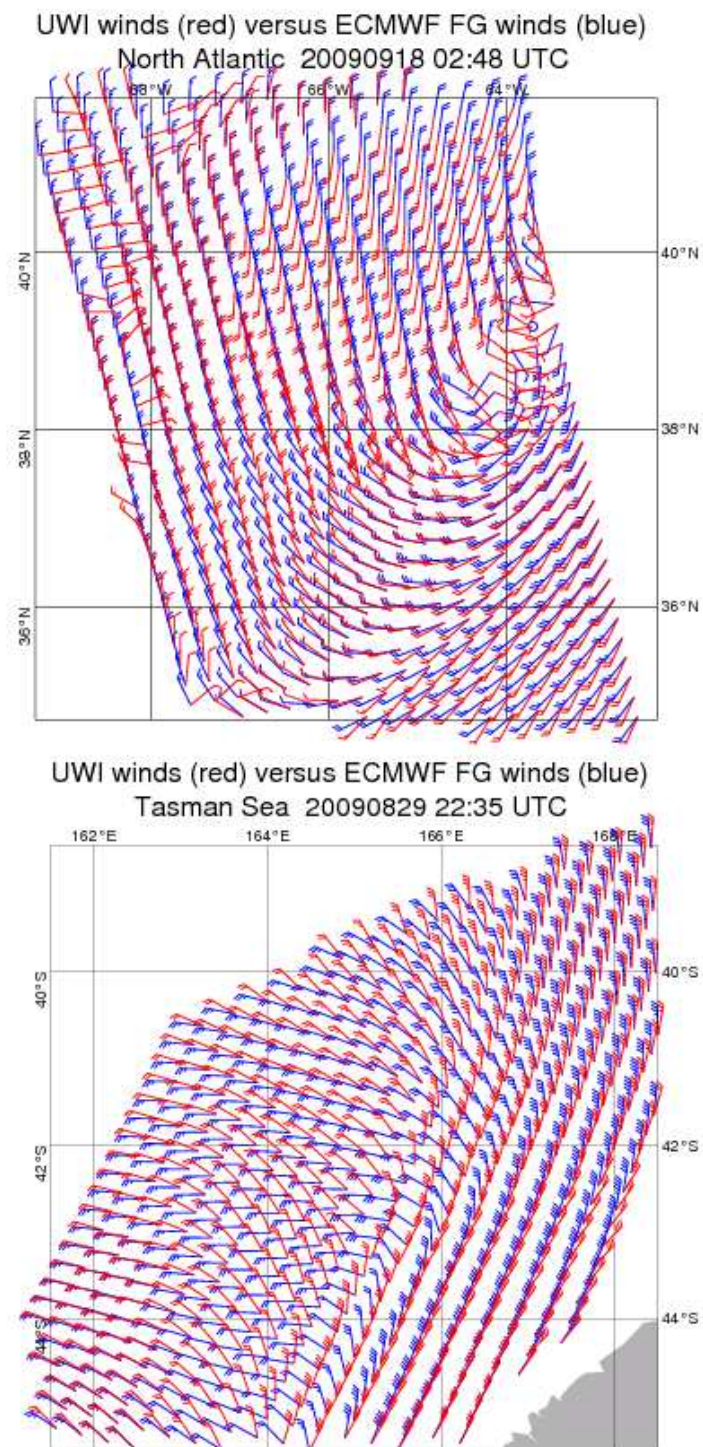 UWI winds (red) versus ECMWF FG winds (blue)
North Atlantic 20090918 02:48 UTC
68°W 66°W 64°W
40°N 40°N
38°N 38°N
36°N 36°N
UWI winds (red) versus ECMWF FG winds (blue)
Tasman Sea 20090829 22:35 UTC
162°E 164°E 166°E 168°E
40°S 40°S
42°S 42°S
44°S 44°S